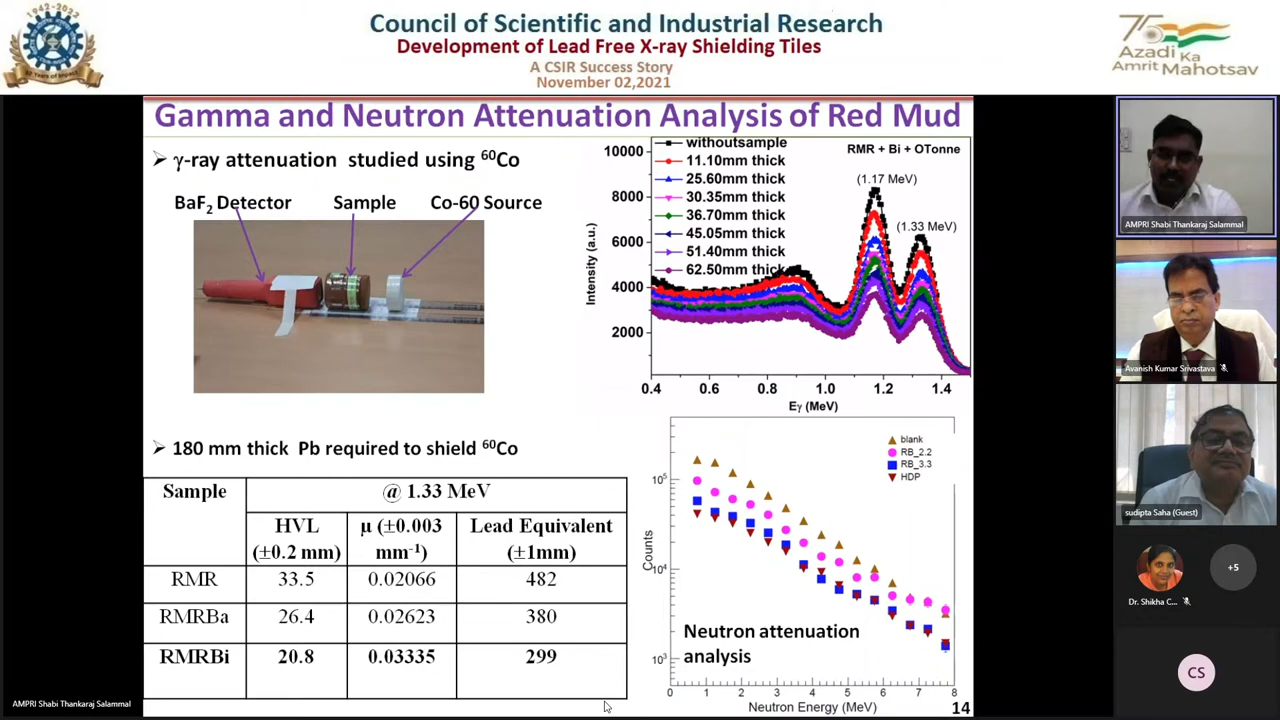 1942-2022
80 Years of Impact
Council of Scientific and Industrial Research
Development of Lead Free X-ray Shielding Tiles
A CSIR Success Story
November 02,2021
75
Azadi Ka
Amrit Mahotsav
Gamma and Neutron Attenuation Analysis of Red Mud
➢ γ-ray attenuation studied using ⁶⁰Co
BaF₂ Detector Sample Co-60 Source
RMR + Bi + OTonne
withoutsample
11.10mm thick
25.60mm thick
30.35mm thick
36.70mm thick
45.05mm thick
51.40mm thick
62.50mm thick
(1.17 MeV)
(1.33 MeV)
Intensity (a.u.)
10000
8000
6000
4000
2000
0.4 0.6 0.8 1.0 1.2 1.4
Eγ (MeV)
➢ 180 mm thick Pb required to shield ⁶⁰Co
Sample @ 1.33 MeV
HVL (±0.2 mm) μ (±0.003 mm⁻¹) Lead Equivalent (±1mm)
RMR 33.5 0.02066 482
RMRBa 26.4 0.02623 380
RMRBi 20.8 0.03335 299
blank
RB_2.2
RB_3.3
HDP
Counts
10⁵
10⁴
10³
Neutron attenuation
analysis
0 1 2 3 4 5 6 7 8
Neutron Energy (MeV)
14
AMPRI Shabi Thankaraj Salammal
Avanish Kumar Srivastava
sudipta Saha (Guest)
Dr. Shikha C...
+5
CS
AMPRI Shabi Thankaraj Salammal